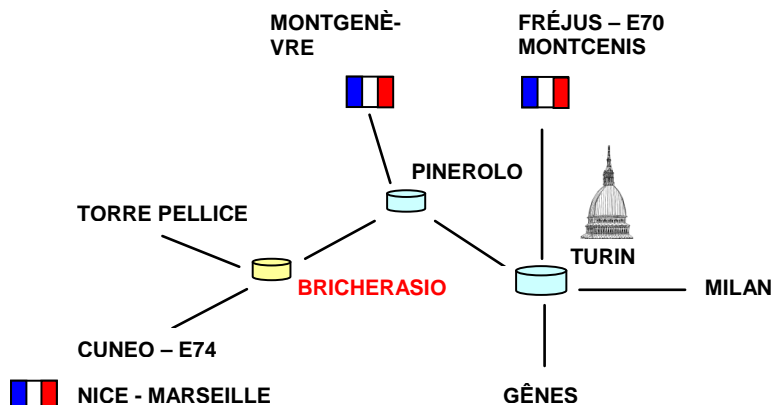 MONTGENÈ-
VRE
FRÉJUS – E70
MONTCENIS
PINEROLO
TORRE PELLICE
TURIN
BRICHERASIO
MILAN
CUNEO – E74
NICE - MARSEILLE
GÊNES